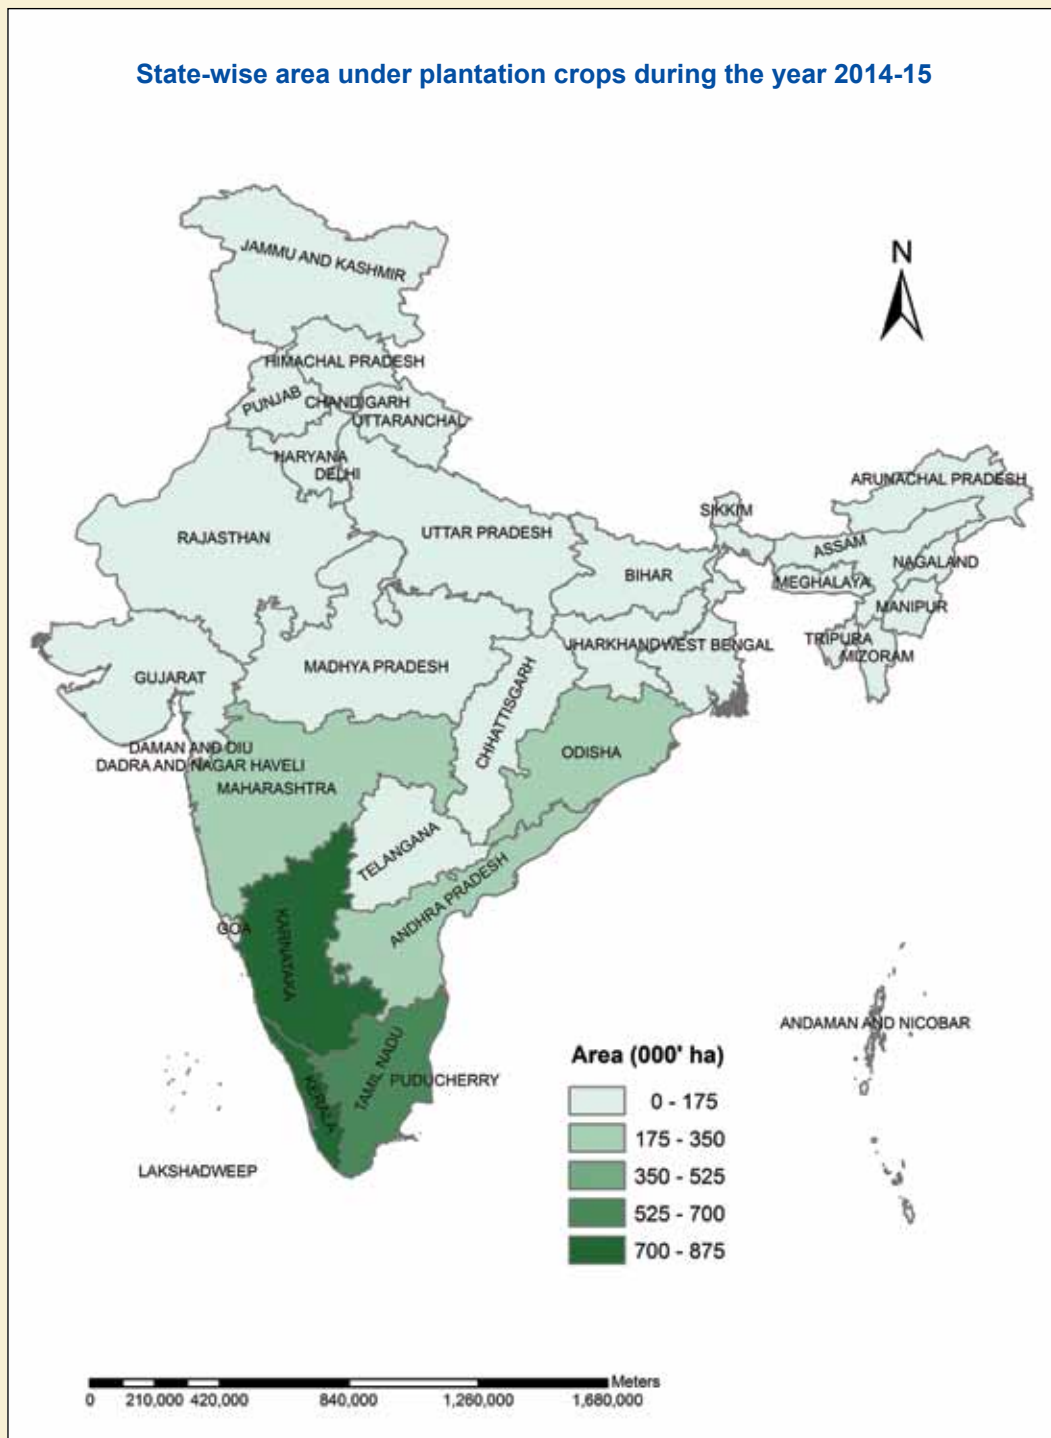 State-wise area under plantation crops during the year 2014-15
N
JAMMU AND KASHMIR
HIMACHAL PRADESH
PUNJAB
CHANDIGARH
UTTARANCHAL
HARYANA
DELHI
ARUNACHAL PRADESH
SIKKIM
RAJASTHAN
UTTAR PRADESH
ASSAM
NAGALAND
BIHAR
MEGHALAYA
MANIPUR
TRIPURA
MIZORAM
JHARKHAND
WEST BENGAL
MADHYA PRADESH
GUJARAT
CHHATTISGARH
DAMAN AND DIU
DADRA AND NAGAR HAVELI
ODISHA
MAHARASHTRA
TELANGANA
ANDHRA PRADESH
GOA
KARNATAKA
ANDAMAN AND NICOBAR
TAMIL NADU
PUDUCHERRY
KERALA
LAKSHADWEEP
Area (000' ha)
0 - 175
175 - 350
350 - 525
525 - 700
700 - 875
Meters
0 210,000 420,000 840,000 1,260,000 1,680,000